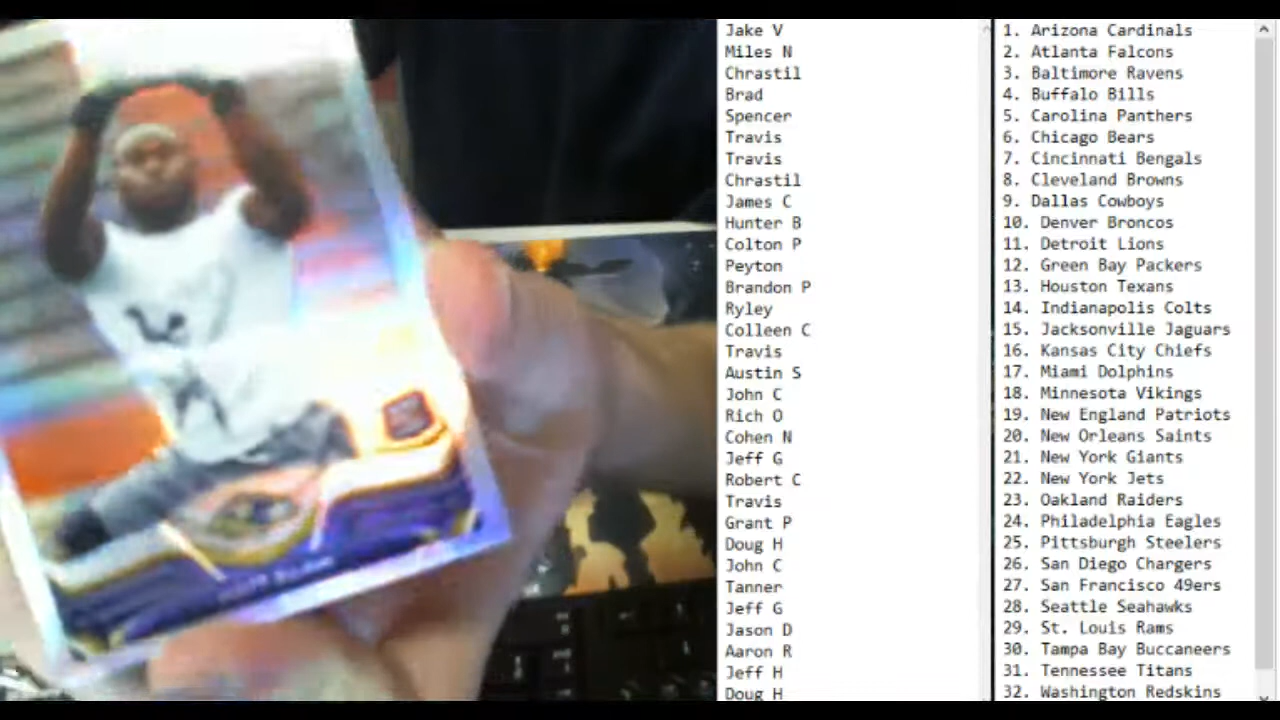 Jake V
Miles N
Chrastil
Brad
Spencer
Travis
Travis
Chrastil
James C
Hunter B
Colton P
Peyton
Brandon P
Ryley
Colleen C
Travis
Austin S
John C
Rich O
Cohen N
Jeff G
Robert C
Travis
Grant P
Doug H
John C
Tanner
Jeff G
Jason D
Aaron R
Jeff H
Doug H
1. Arizona Cardinals
2. Atlanta Falcons
3. Baltimore Ravens
4. Buffalo Bills
5. Carolina Panthers
6. Chicago Bears
7. Cincinnati Bengals
8. Cleveland Browns
9. Dallas Cowboys
10. Denver Broncos
11. Detroit Lions
12. Green Bay Packers
13. Houston Texans
14. Indianapolis Colts
15. Jacksonville Jaguars
16. Kansas City Chiefs
17. Miami Dolphins
18. Minnesota Vikings
19. New England Patriots
20. New Orleans Saints
21. New York Giants
22. New York Jets
23. Oakland Raiders
24. Philadelphia Eagles
25. Pittsburgh Steelers
26. San Diego Chargers
27. San Francisco 49ers
28. Seattle Seahawks
29. St. Louis Rams
30. Tampa Bay Buccaneers
31. Tennessee Titans
32. Washington Redskins